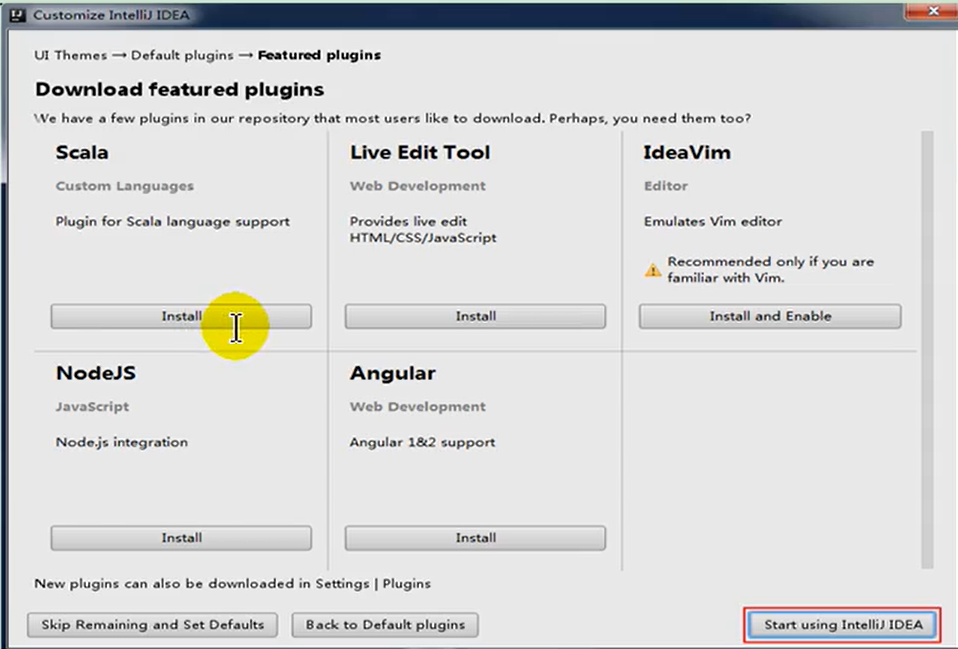 Customize IntelliJ IDEA
UI Themes → Default plugins → Featured plugins
Download featured plugins
We have a few plugins in our repository that most users like to download. Perhaps, you need them too?
Scala
Custom Languages
Plugin for Scala language support
Install
Live Edit Tool
Web Development
Provides live edit
HTML/CSS/JavaScript
Install
IdeaVim
Editor
Emulates Vim editor
Recommended only if you are
familiar with Vim.
Install and Enable
NodeJS
JavaScript
Node.js integration
Install
Angular
Web Development
Angular 1&2 support
Install
New plugins can also be downloaded in Settings | Plugins
Skip Remaining and Set Defaults
Back to Default plugins
Start using IntelliJ IDEA